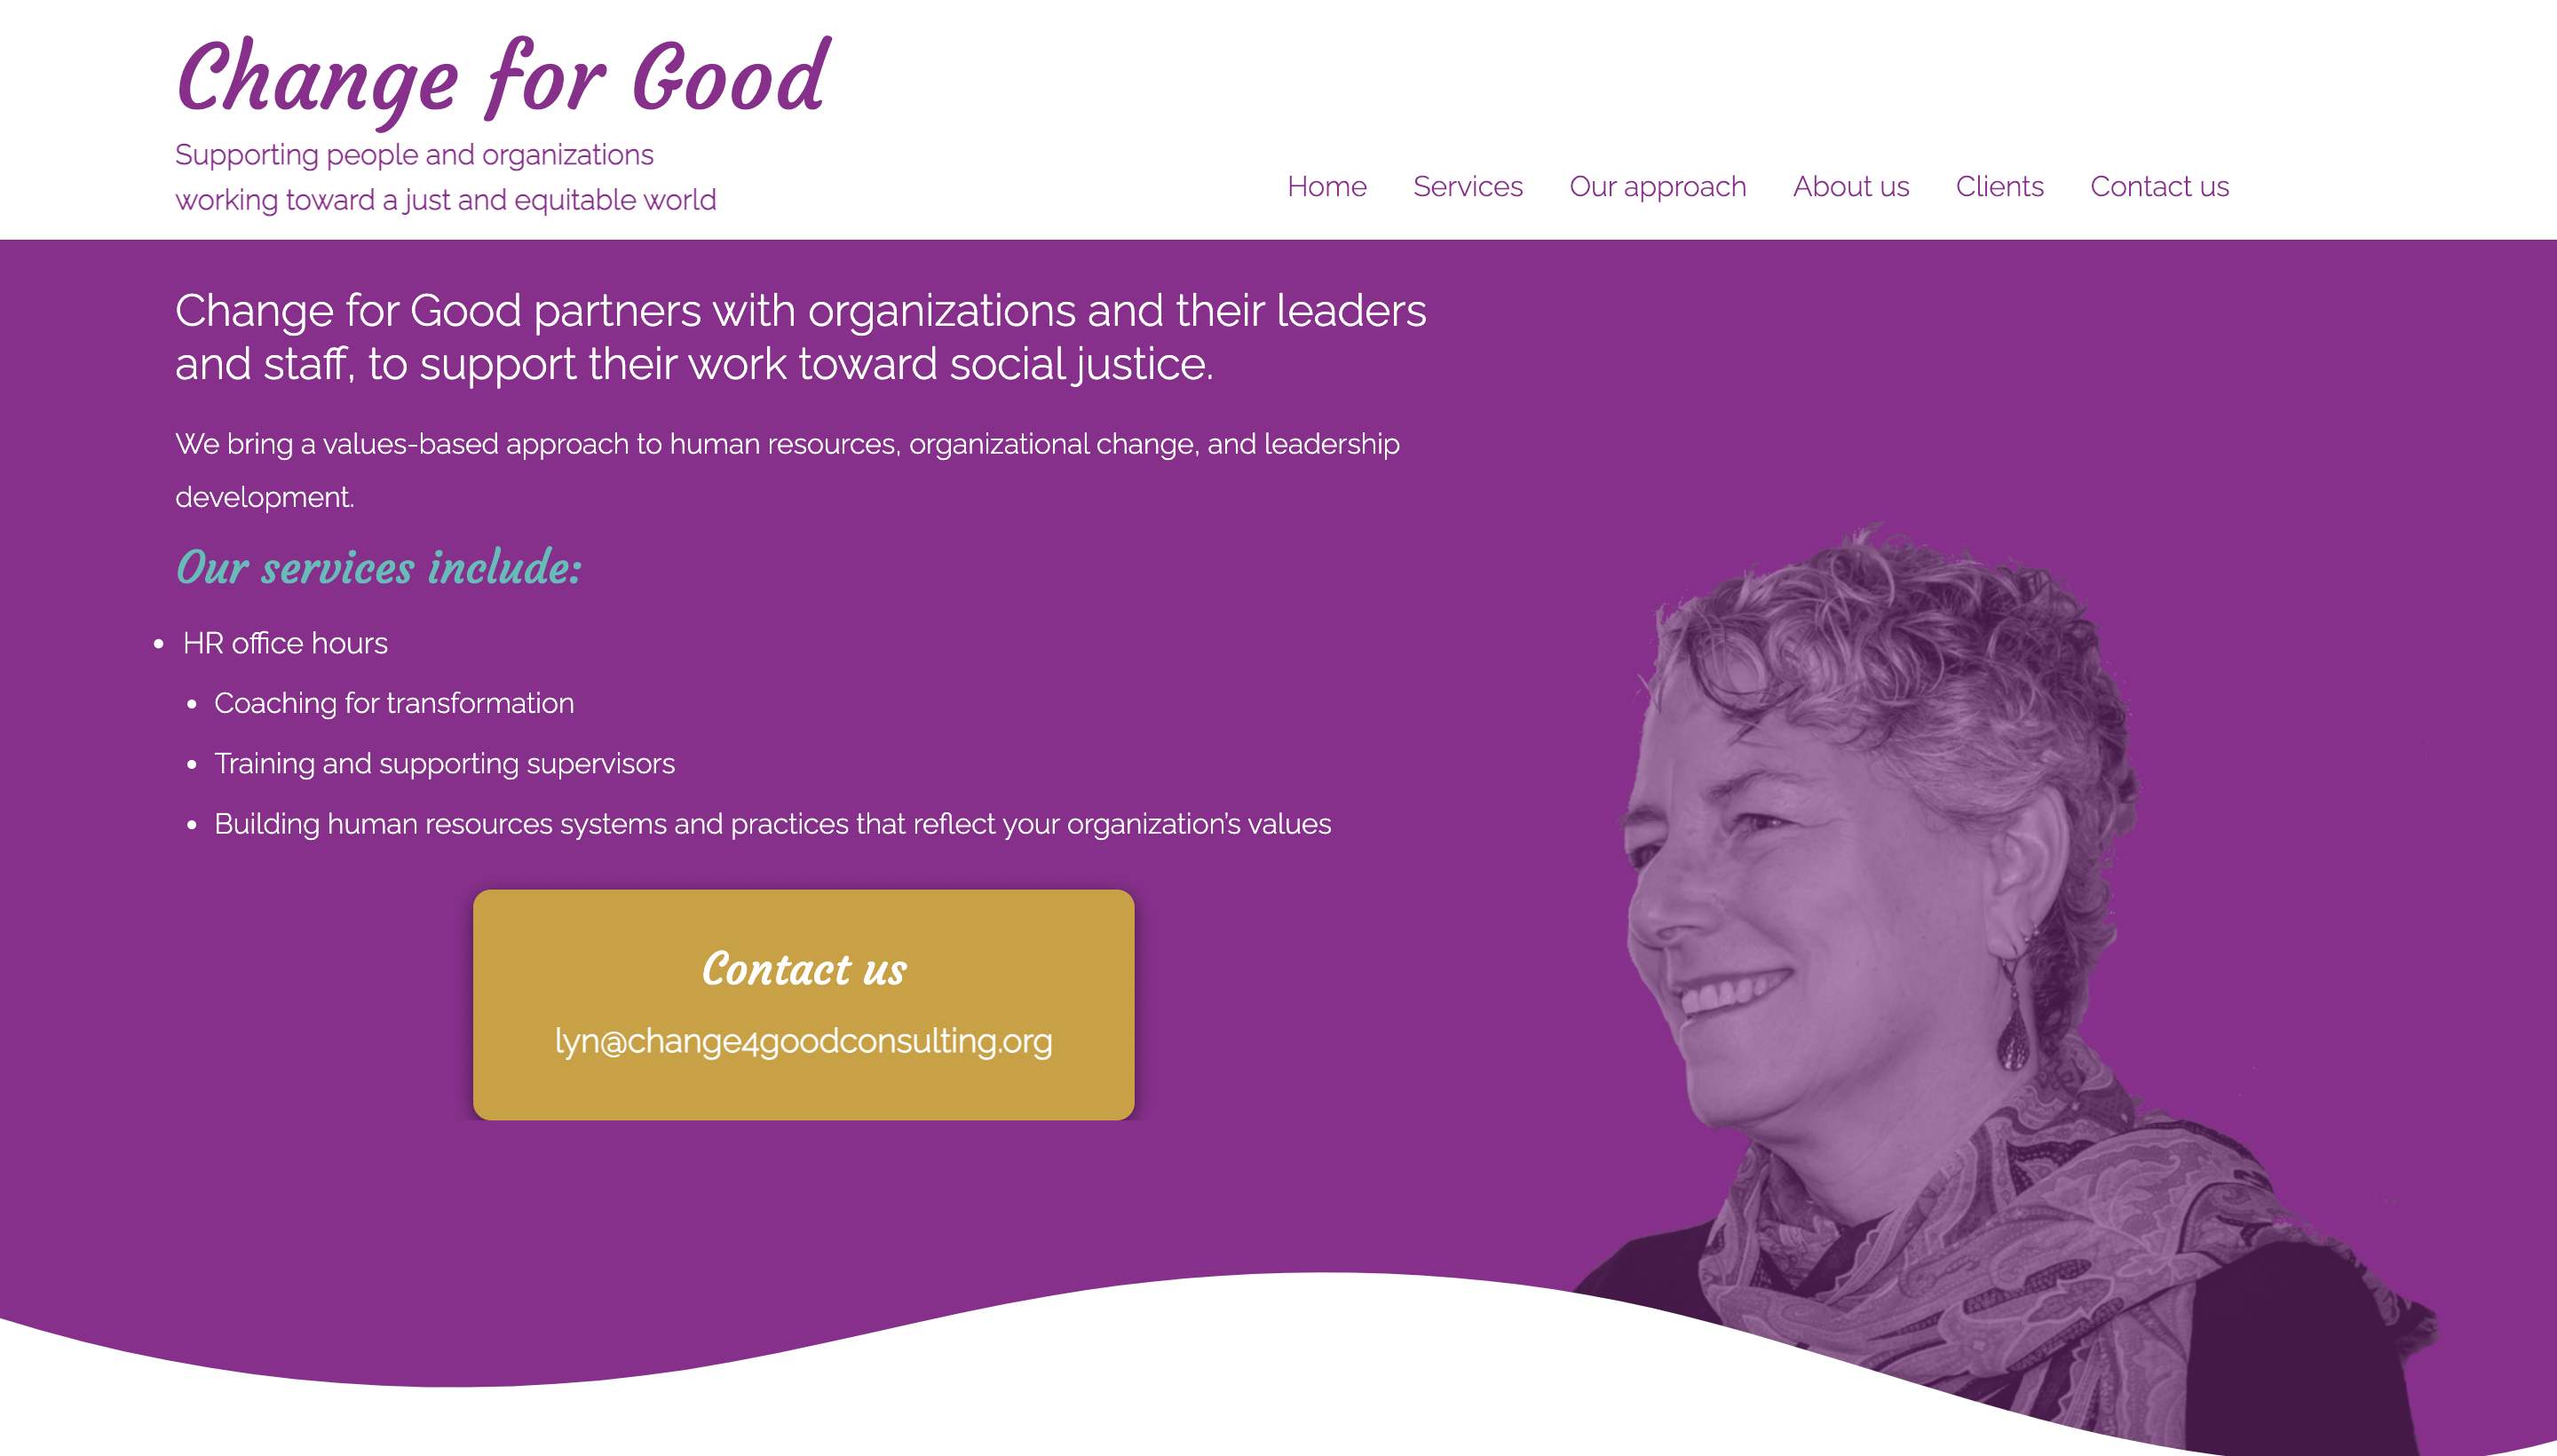 Change for Good
Supporting people and organizations
working toward a just and equitable world
Home Services Our approach About us Clients Contact us
Change for Good partners with organizations and their leaders
and staff, to support their work toward social justice.
We bring a values-based approach to human resources, organizational change, and leadership
development.
Our services include:
• HR office hours
• Coaching for transformation
• Training and supporting supervisors
• Building human resources systems and practices that reflect your organization’s values
Contact us
lyn@change4goodconsulting.org